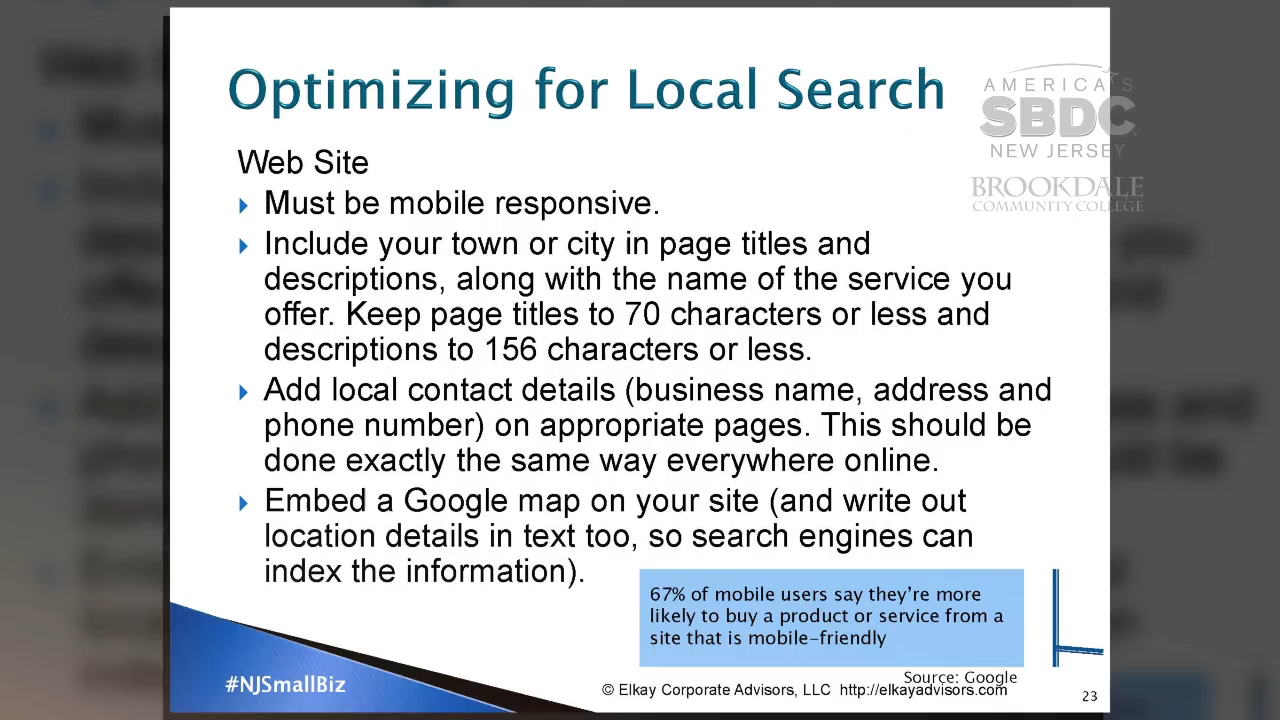 Optimizing for Local Search
AMERICA'S
SBDC
NEW JERSEY
BROOKDALE
COMMUNITY COLLEGE
Web Site
Must be mobile responsive.
Include your town or city in page titles and
descriptions, along with the name of the service you
offer. Keep page titles to 70 characters or less and
descriptions to 156 characters or less.
Add local contact details (business name, address and
phone number) on appropriate pages. This should be
done exactly the same way everywhere online.
Embed a Google map on your site (and write out
location details in text too, so search engines can
index the information).
67% of mobile users say they’re more
likely to buy a product or service from a
site that is mobile-friendly
Source: Google
#NJSmallBiz
© Elkay Corporate Advisors, LLC http://elkayadvisors.com
23